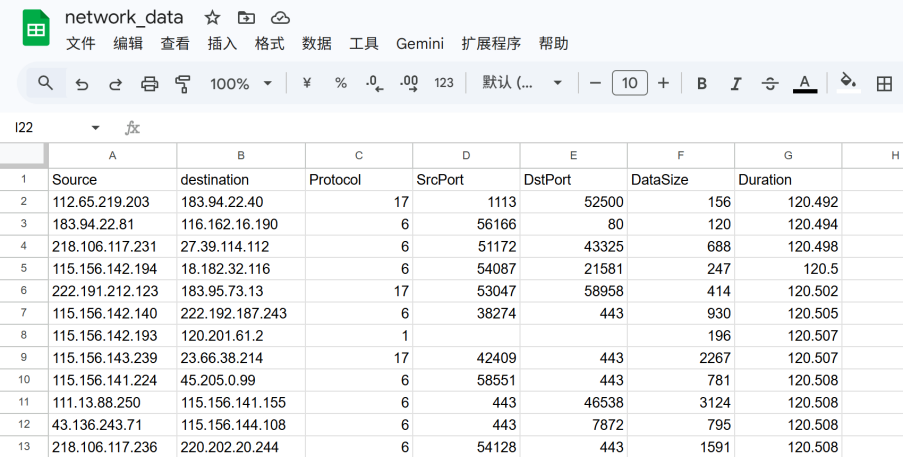 network_data
文件 编辑 查看 插入 格式 数据 工具 Gemini 扩展程序 帮助
100% ¥ % .0 .00 123 默认 (... − 10 + B I S A
I22 fx
A B C D E F G H
1 Source destination Protocol SrcPort DstPort DataSize Duration
2 112.65.219.203 183.94.22.40 17 1113 52500 156 120.492
3 183.94.22.81 116.162.16.190 6 56166 80 120 120.494
4 218.106.117.231 27.39.114.112 6 51172 43325 688 120.498
5 115.156.142.194 18.182.32.116 6 54087 21581 247 120.5
6 222.191.212.123 183.95.73.13 17 53047 58958 414 120.502
7 115.156.142.140 222.192.187.243 6 38274 443 930 120.505
8 115.156.142.193 120.201.61.2 1 196 120.507
9 115.156.143.239 23.66.38.214 17 42409 443 2267 120.507
10 115.156.141.224 45.205.0.99 6 58551 443 781 120.508
11 111.13.88.250 115.156.141.155 6 443 46538 3124 120.508
12 43.136.243.71 115.156.144.108 6 443 7872 795 120.508
13 218.106.117.236 220.202.20.244 6 54128 443 1591 120.508